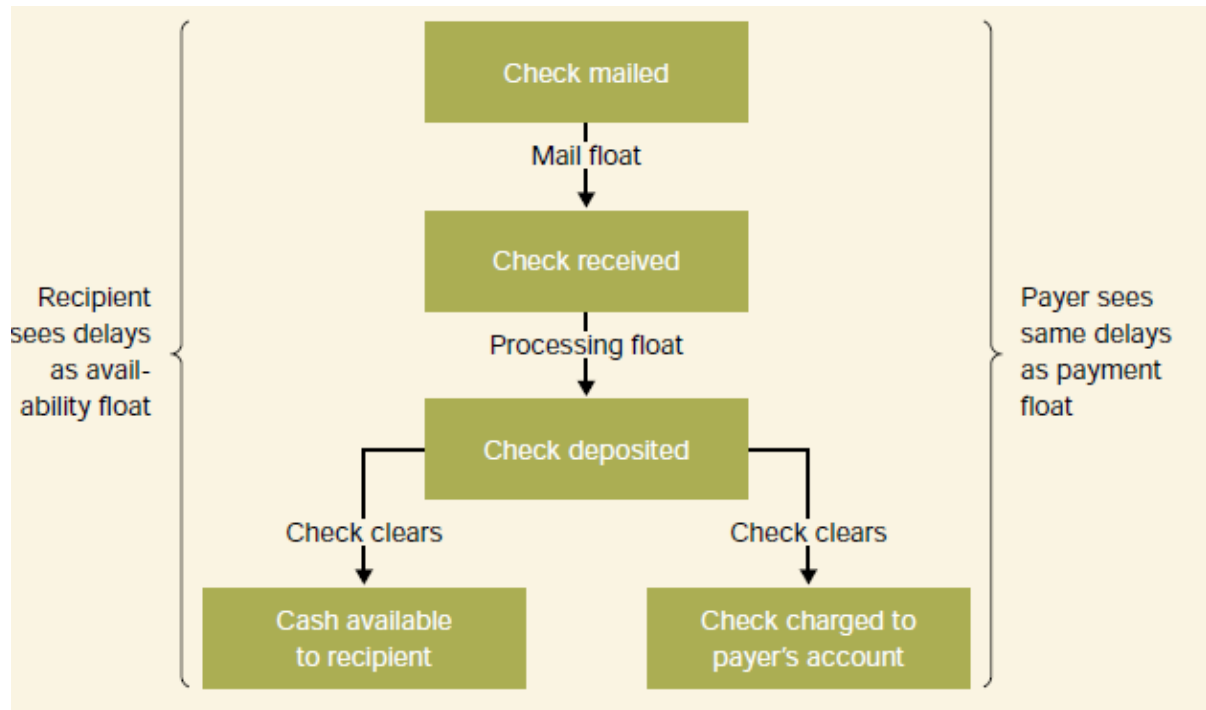 Check mailed
Mail float
Check received
Recipient
sees delays
as avail-
ability float
Processing float
Payer sees
same delays
as payment
float
Check deposited
Check clears
Check clears
Cash available
to recipient
Check charged to
payer's account